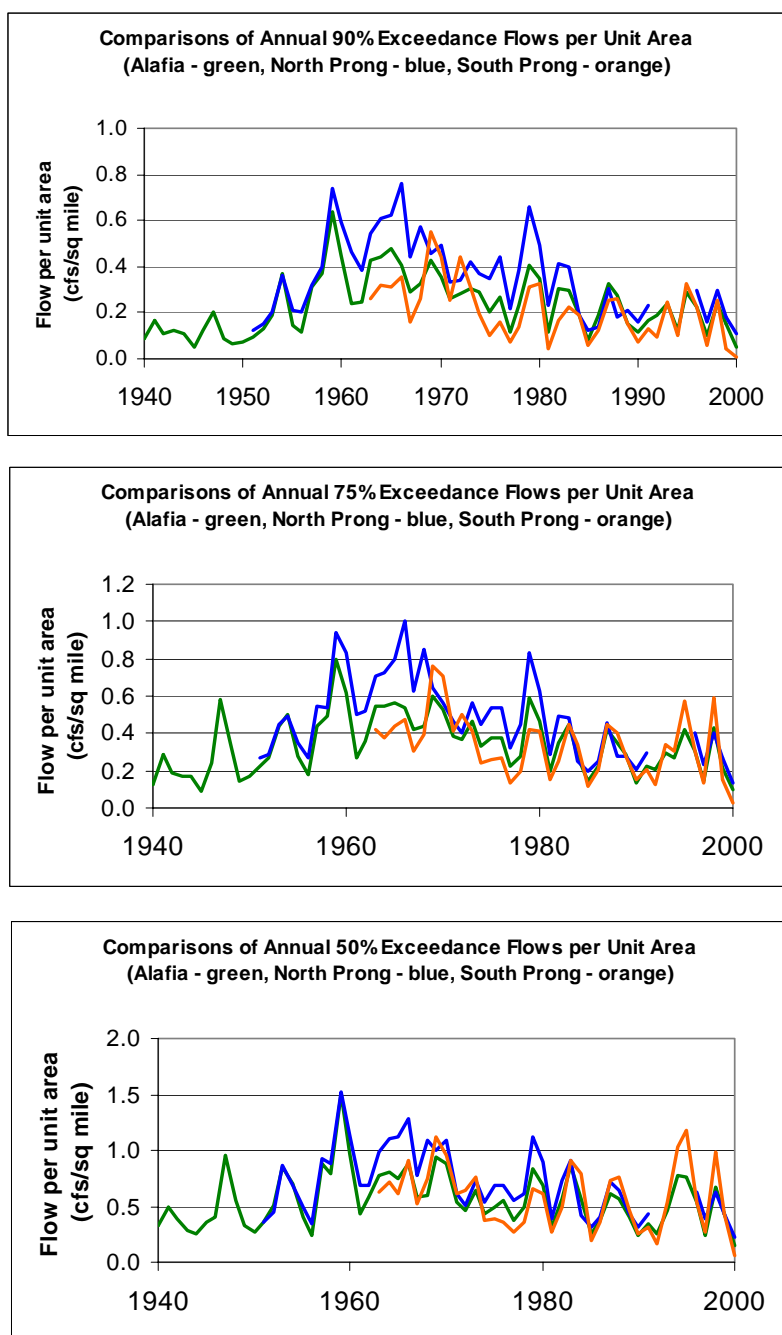 Comparisons of Annual 90% Exceedance Flows per Unit Area
(Alafia - green, North Prong - blue, South Prong - orange)
Flow per unit area
(cfs/sq mile)
1.0
0.8
0.6
0.4
0.2
0.0
1940 1950 1960 1970 1980 1990 2000
Comparisons of Annual 75% Exceedance Flows per Unit Area
(Alafia - green, North Prong - blue, South Prong - orange)
Flow per unit area
(cfs/sq mile)
1.2
1.0
0.8
0.6
0.4
0.2
0.0
1940 1960 1980 2000
Comparisons of Annual 50% Exceedance Flows per Unit Area
(Alafia - green, North Prong - blue, South Prong - orange)
Flow per unit area
(cfs/sq mile)
2.0
1.5
1.0
0.5
0.0
1940 1960 1980 2000